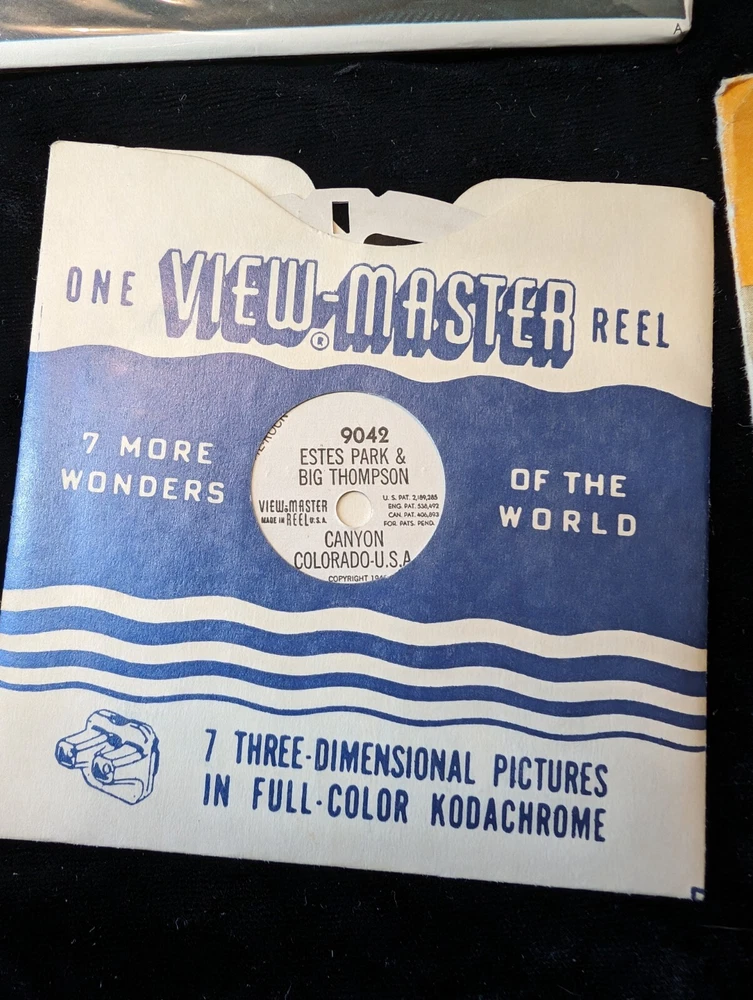 A
ONE VIEW-MASTER® REEL
7 MORE
WONDERS
OF THE
WORLD
9042
ESTES PARK &
BIG THOMPSON
VIEW-MASTER
MADE IN REEL U.S.A.
U.S. PAT. 2,189,285
ENG. PAT. 538,492
CAN. PAT. 406,893
FOR. PATS. PEND.
CANYON
COLORADO-U.S.A
COPYRIGHT
7 THREE-DIMENSIONAL PICTURES
IN FULL-COLOR KODACHROME